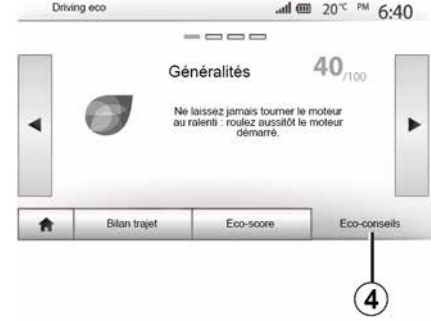 Driving eco 20°C PM 6:40
Généralités 40/100
Ne laissez jamais tourner le moteur
au ralenti : roulez aussitôt le moteur
démarré.
Bilan trajet Eco-score Eco-conseils
4